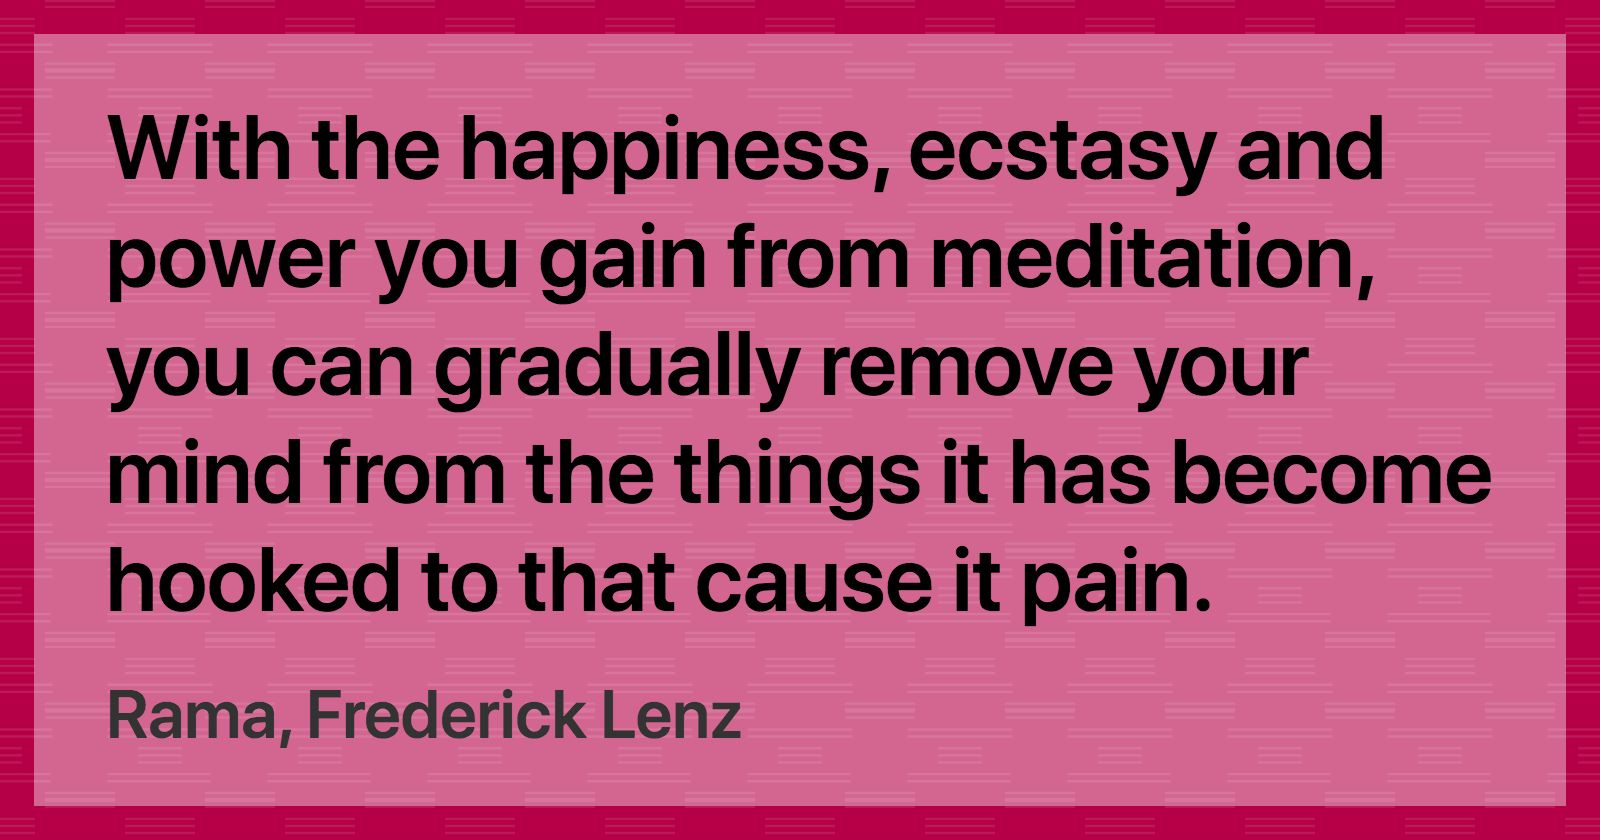 With the happiness, ecstasy and
power you gain from meditation,
you can gradually remove your
mind from the things it has become
hooked to that cause it pain.
Rama, Frederick Lenz